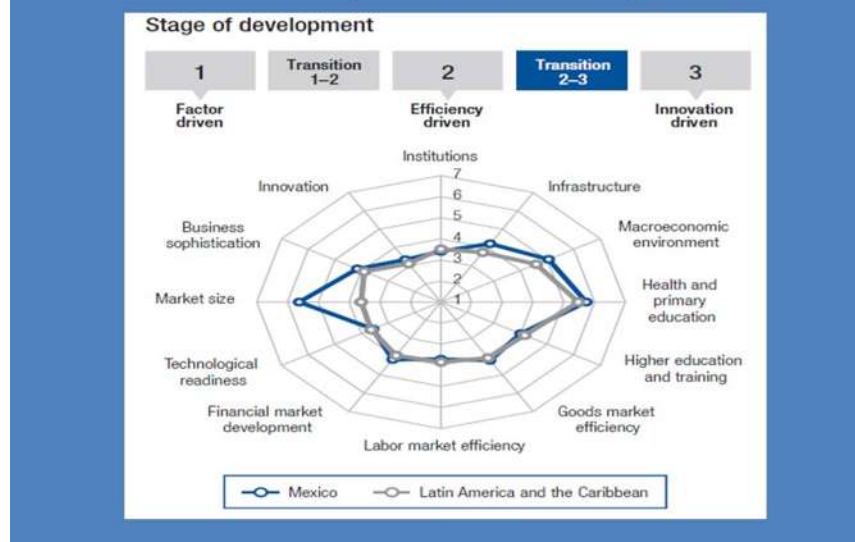 Stage of development
1
Transition
1–2
2
Transition
2–3
3
Factor
driven
Efficiency
driven
Innovation
driven
Institutions
Innovation
Infrastructure
Business
sophistication
Macroeconomic
environment
Market size
Health and
primary
education
Technological
readiness
Higher education
and training
Financial market
development
Goods market
efficiency
Labor market efficiency
7
6
5
4
3
2
1
Mexico
Latin America and the Caribbean